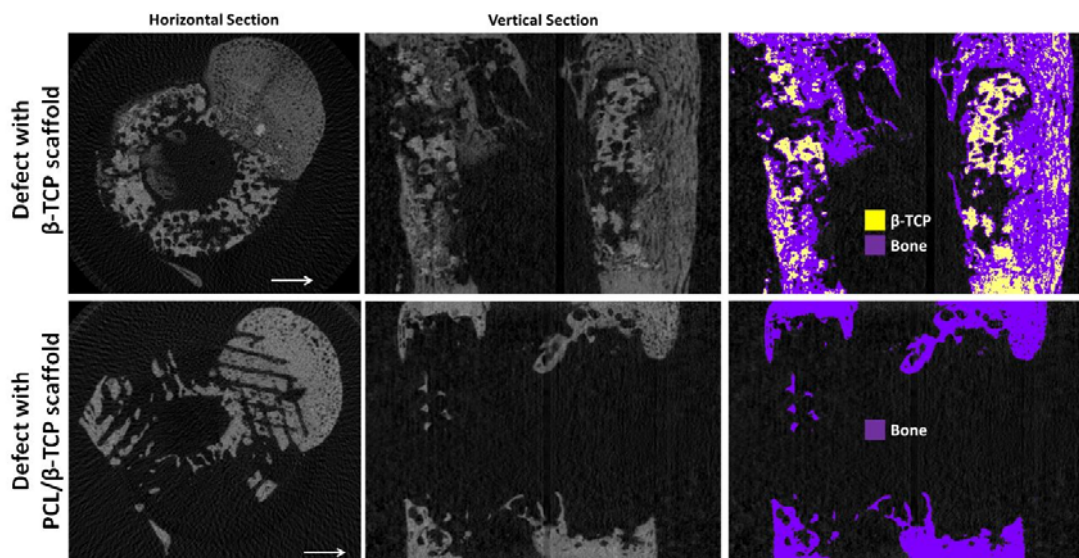 Horizontal Section
Vertical Section
Defect with
β-TCP scaffold
β-TCP
Bone
Defect with
PCL/β-TCP scaffold
Bone